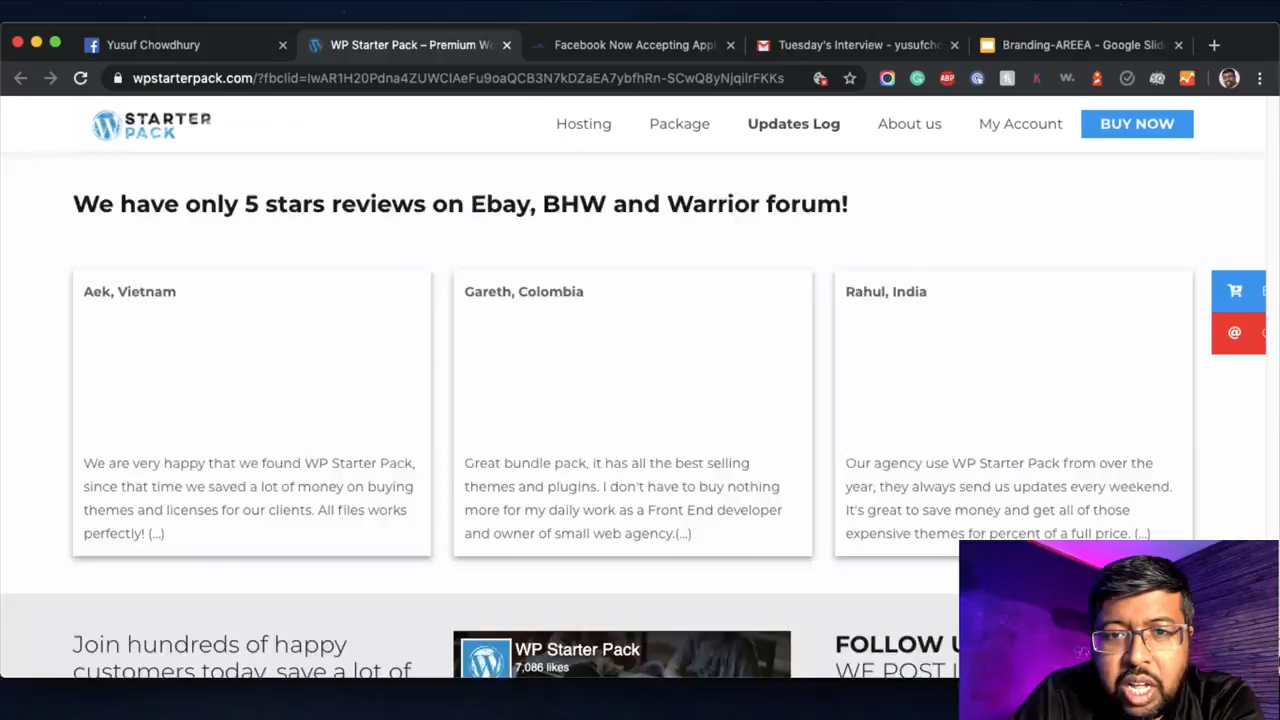 Yusuf Chowdhury
WP Starter Pack – Premium Wo
Facebook Now Accepting Appl
Tuesday's Interview - yusufche
Branding-AREEA - Google Slid
wpstarterpack.com/?fbclid=IwAR1H20Pdna4ZUWCIAeFu9oaQCB3N7kDZaEA7ybfhRn-SCwQ8yNjqilrFKKs
STARTER
PACK
Hosting
Package
Updates Log
About us
My Account
BUY NOW
We have only 5 stars reviews on Ebay, BHW and Warrior forum!
Aek, Vietnam
We are very happy that we found WP Starter Pack,
since that time we saved a lot of money on buying
themes and licenses for our clients. All files works
perfectly! (...)
Gareth, Colombia
Great bundle pack, it has all the best selling
themes and plugins. I don't have to buy nothing
more for my daily work as a Front End developer
and owner of small web agency.(...)
Rahul, India
Our agency use WP Starter Pack from over the
year, they always send us updates every weekend.
It's great to save money and get all of those
expensive themes for percent of a full price. (...)
Join hundreds of happy
customers today, save a lot of
WP Starter Pack
7,086 likes
FOLLOW U
WE POST